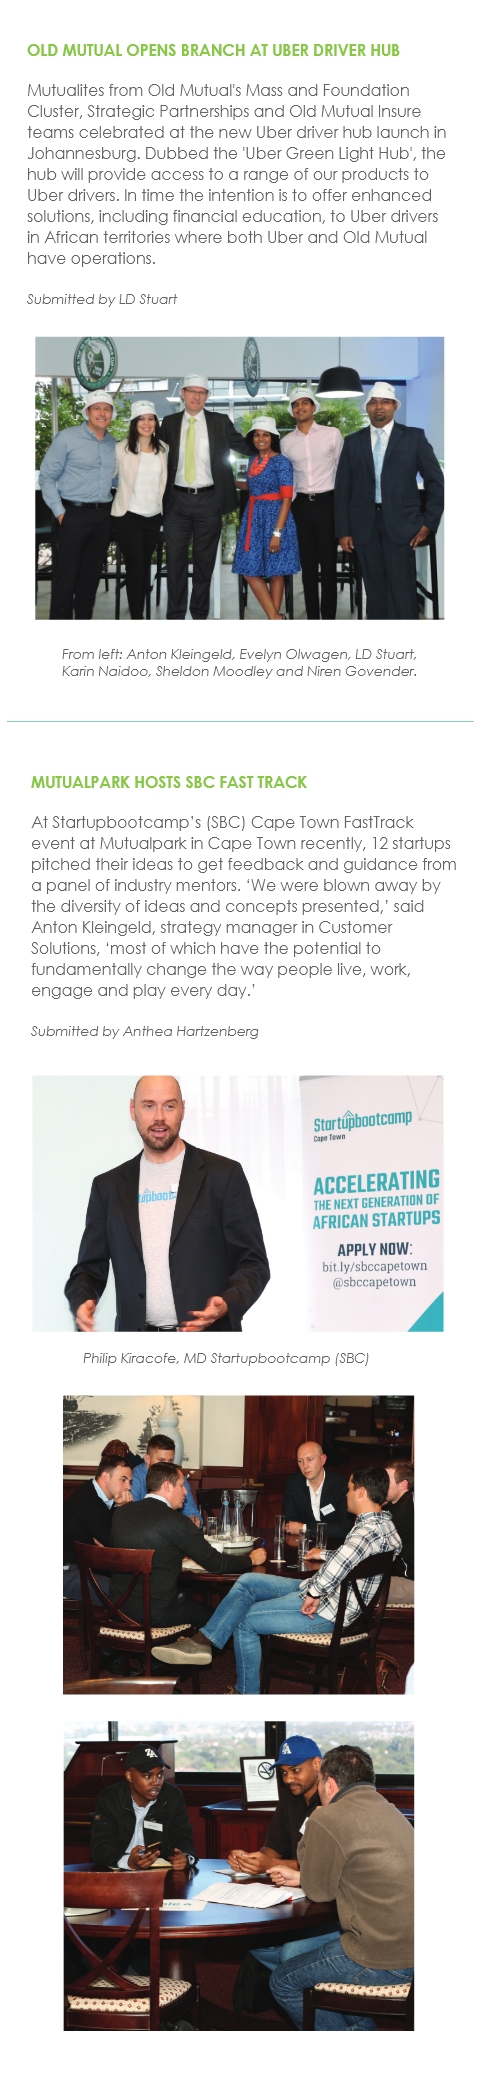 OLD MUTUAL OPENS BRANCH AT UBER DRIVER HUB
Mutualites from Old Mutual's Mass and Foundation
Cluster, Strategic Partnerships and Old Mutual Insure
teams celebrated at the new Uber driver hub launch in
Johannesburg. Dubbed the 'Uber Green Light Hub', the
hub will provide access to a range of our products to
Uber drivers. In time the intention is to offer enhanced
solutions, including financial education, to Uber drivers
in African territories where both Uber and Old Mutual
have operations.
Submitted by LD Stuart
From left: Anton Kleingeld, Evelyn Olwagen, LD Stuart,
Karin Naidoo, Sheldon Moodley and Niren Govender.
MUTUALPARK HOSTS SBC FAST TRACK
At Startupbootcamp’s (SBC) Cape Town FastTrack
event at Mutualpark in Cape Town recently, 12 startups
pitched their ideas to get feedback and guidance from
a panel of industry mentors. ‘We were blown away by
the diversity of ideas and concepts presented,’ said
Anton Kleingeld, strategy manager in Customer
Solutions, ‘most of which have the potential to
fundamentally change the way people live, work,
engage and play every day.’
Submitted by Anthea Hartzenberg
Startupbootcamp
Cape Town
ACCELERATING
THE NEXT GENERATION OF
AFRICAN STARTUPS
APPLY NOW:
bit.ly/sbccapetown
@sbccapetown
Philip Kiracofe, MD Startupbootcamp (SBC)